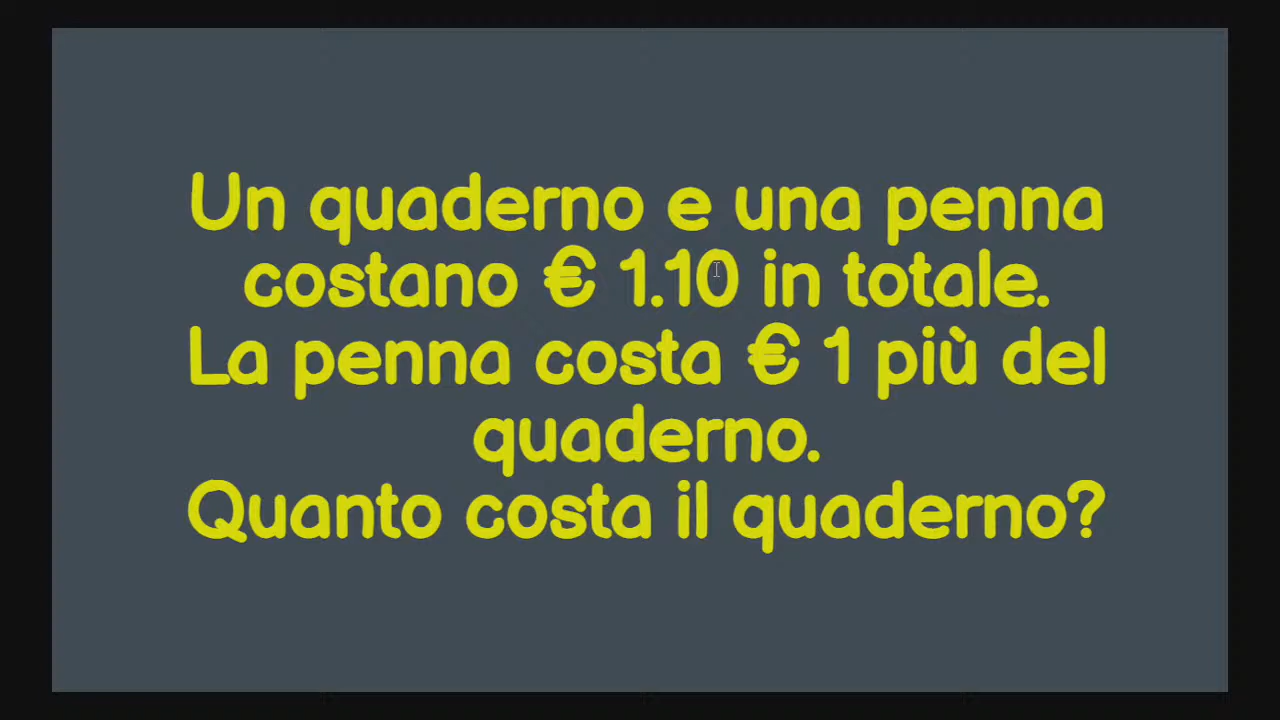 Un quaderno e una penna
costano € 1.10 in totale.
La penna costa € 1 più del
quaderno.
Quanto costa il quaderno?